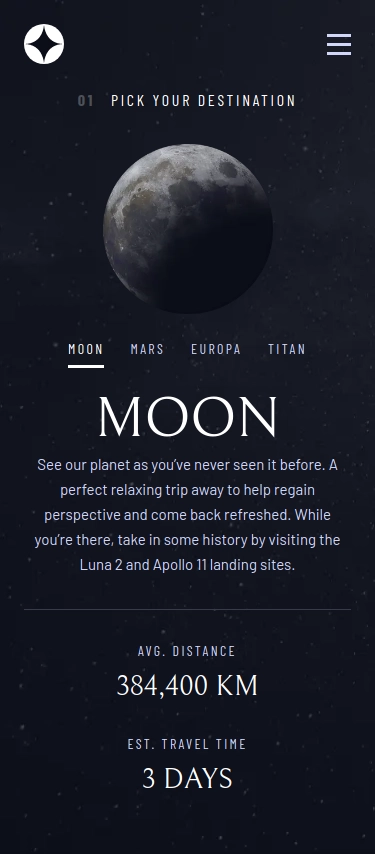 01 PICK YOUR DESTINATION
MOON MARS EUROPA TITAN
MOON
See our planet as you’ve never seen it before. A
perfect relaxing trip away to help regain
perspective and come back refreshed. While
you’re there, take in some history by visiting the
Luna 2 and Apollo 11 landing sites.
AVG. DISTANCE
384,400 KM
EST. TRAVEL TIME
3 DAYS